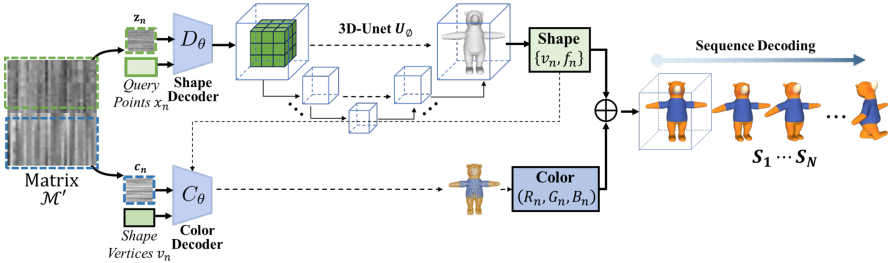 z_n
D_θ
Query
Points x_n
Shape
Decoder
3D-Unet U_∅
Shape
{v_n, f_n}
Sequence Decoding
S_1 ⋯ S_N
Matrix
ℳ′
c_n
C_θ
Shape
Vertices v_n
Color
Decoder
Color
(R_n, G_n, B_n)